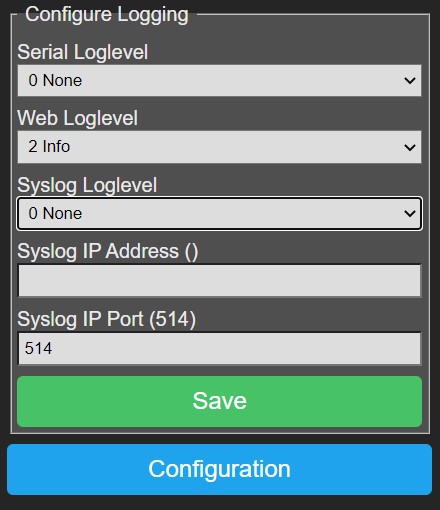 Configure Logging
Serial Loglevel
0 None
Web Loglevel
2 Info
Syslog Loglevel
0 None
Syslog IP Address ()
Syslog IP Port (514)
514
Save
Configuration